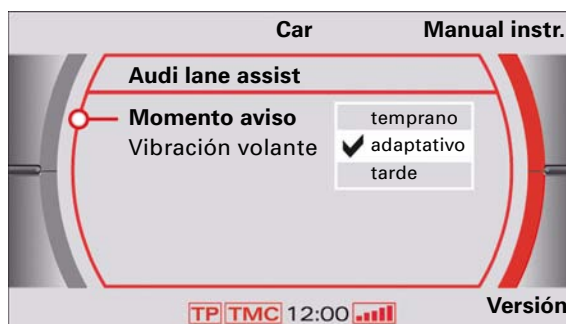 Car Manual instr.
Audi lane assist
Momento aviso temprano
Vibración volante adaptativo
tarde
TP TMC 12:00 Versión